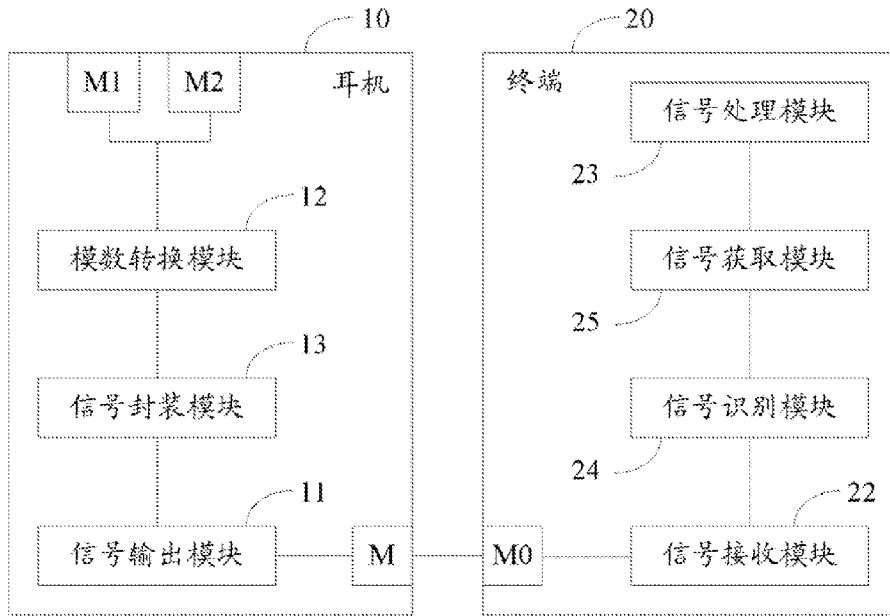 10
20
M1
M2
耳机
终端
信号处理模块
23
12
模数转换模块
信号获取模块
25
13
信号封装模块
信号识别模块
24
11
22
信号输出模块
M
M0
信号接收模块